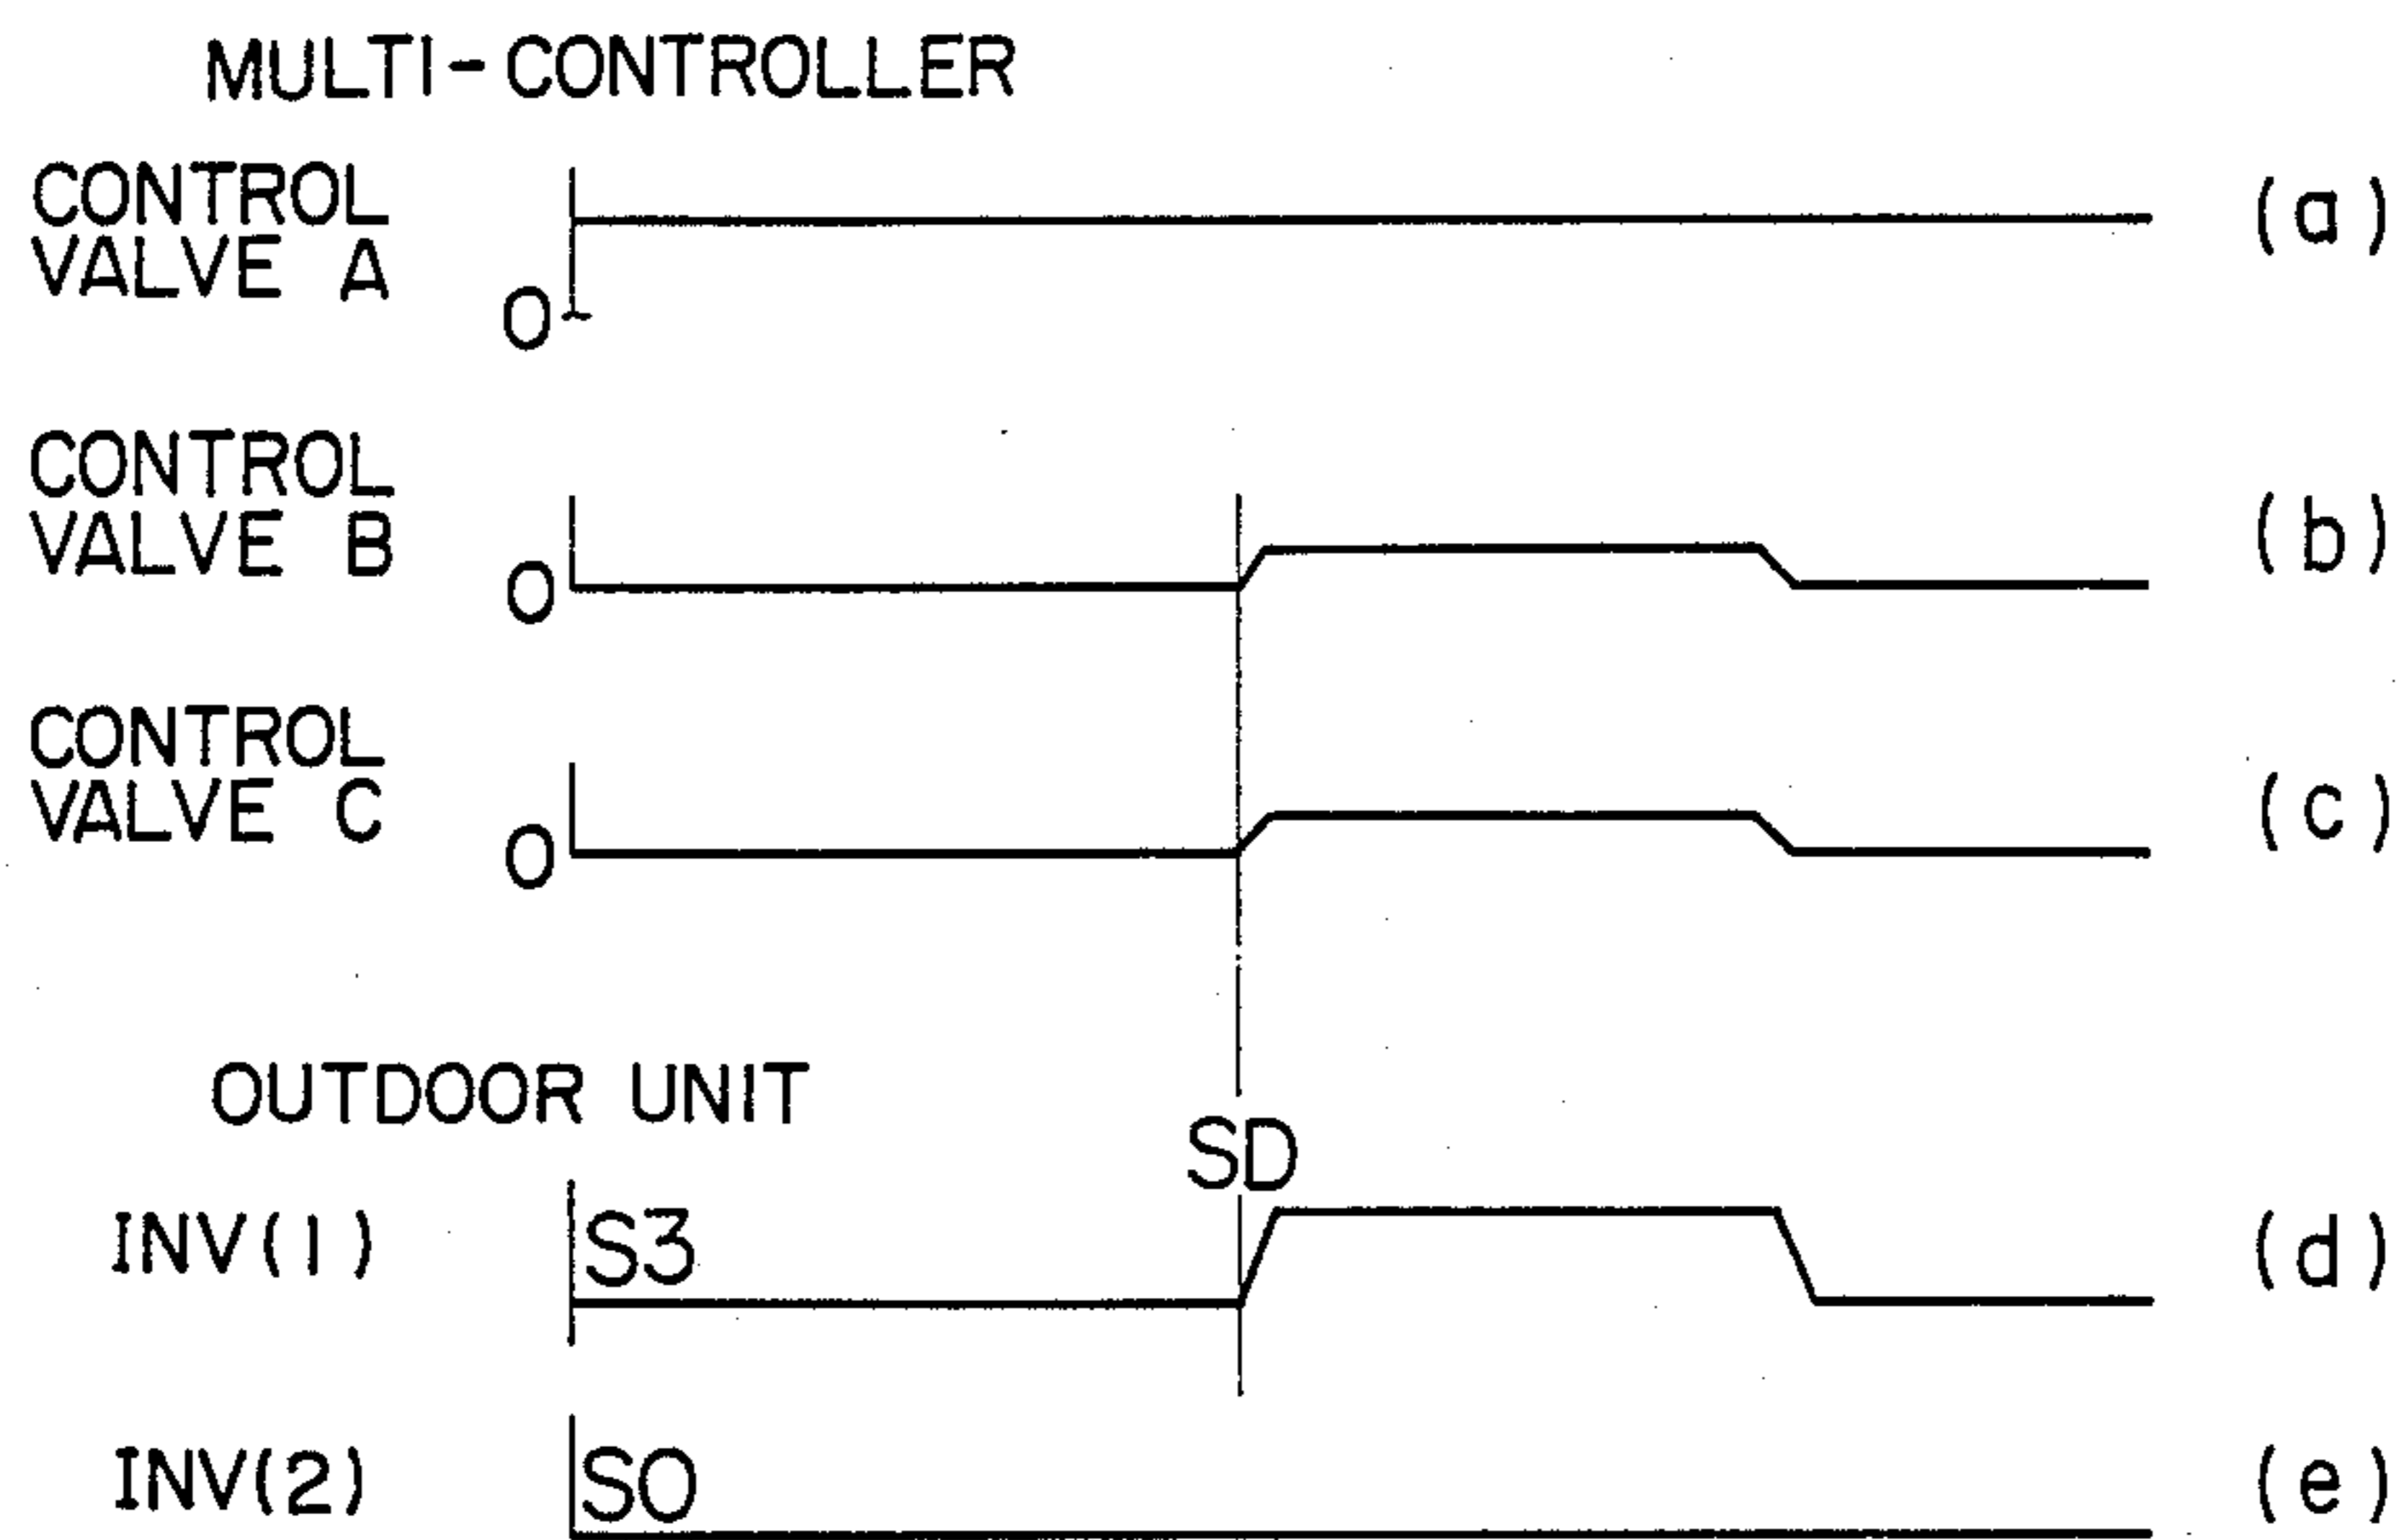 MULTI-CONTROLLER
CONTROL
VALVE A
0
(a)
CONTROL
VALVE B
0
(b)
CONTROL
VALVE C
0
(c)
OUTDOOR UNIT
SD
INV(1)
S3
(d)
INV(2)
S0
(e)